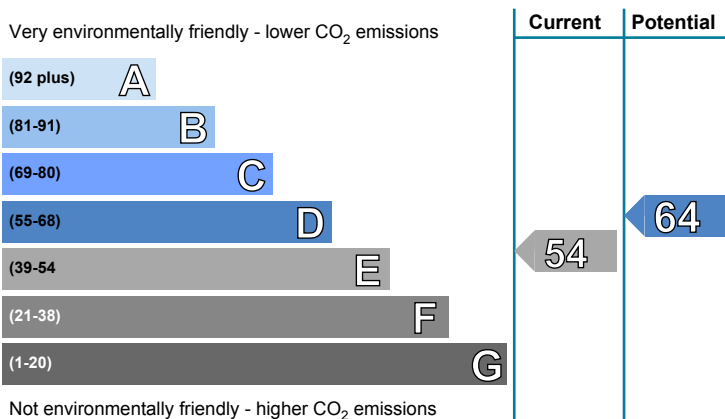 Very environmentally friendly - lower CO2 emissions
Current Potential
(92 plus) A
(81-91) B
(69-80) C
(55-68) D
64
(39-54 E
54
(21-38) F
(1-20) G
Not environmentally friendly - higher CO2 emissions